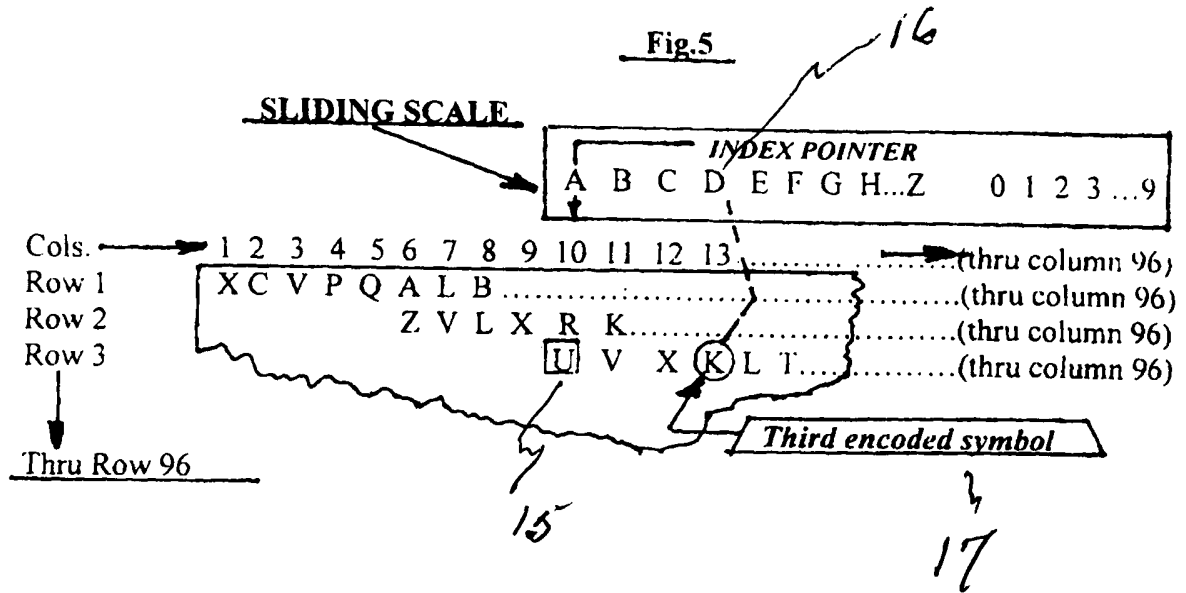 Fig.5
16
SLIDING SCALE
INDEX POINTER
A B C D E F G H...Z 0 1 2 3 ...9
Cols. 1 2 3 4 5 6 7 8 9 10 11 12 13..........................(thru column 96)
Row 1 X C V P Q A L B..........................(thru column 96)
Row 2 Z V L X R K..........................(thru column 96)
Row 3 U V X K L T..................(thru column 96)
Third encoded symbol
Thru Row 96
15
17